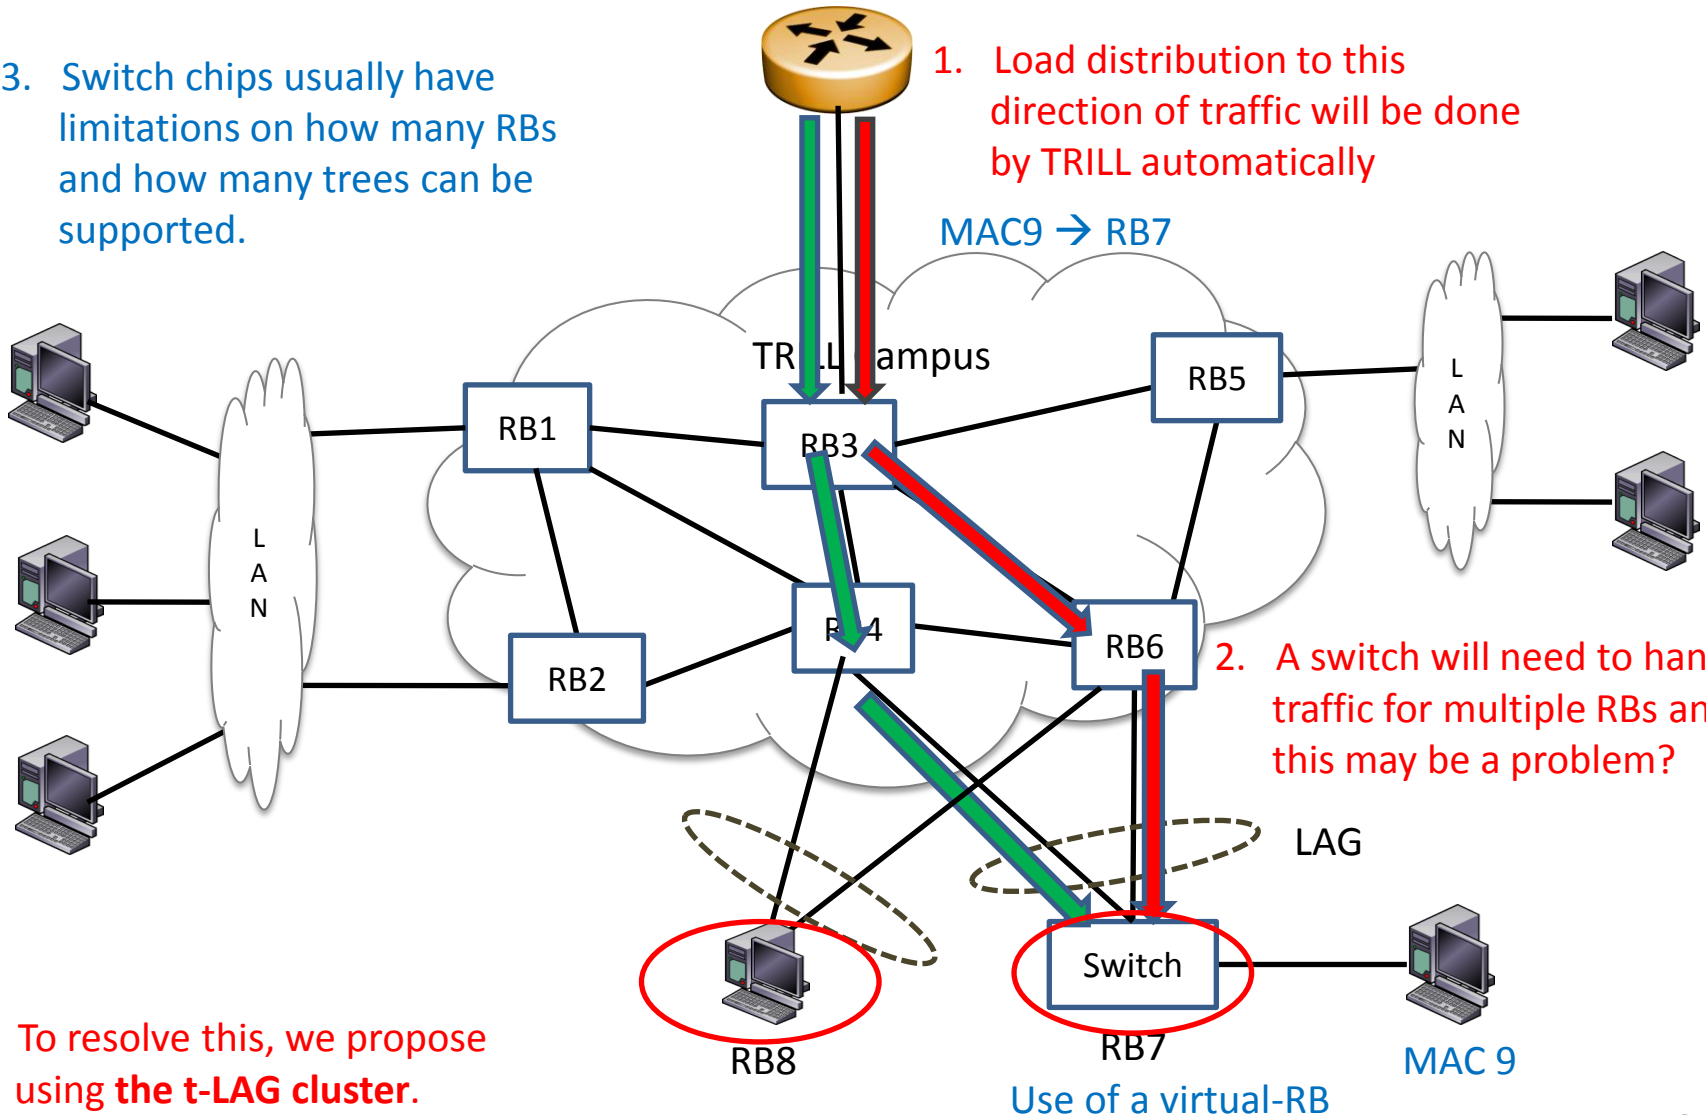 3. Switch chips usually have
limitations on how many RBs
and how many trees can be
supported.
1. Load distribution to this
direction of traffic will be done
by TRILL automatically
MAC9 → RB7
TRILL Campus
RB5
L
A
N
RB1
RB3
L
A
N
RB4
RB6
RB2
2. A switch will need to
traffic for multiple RBs
this may be a problem?
LAG
Switch
RB8
RB7
MAC 9
To resolve this, we propose
using the t-LAG cluster.
Use of a virtual-RB